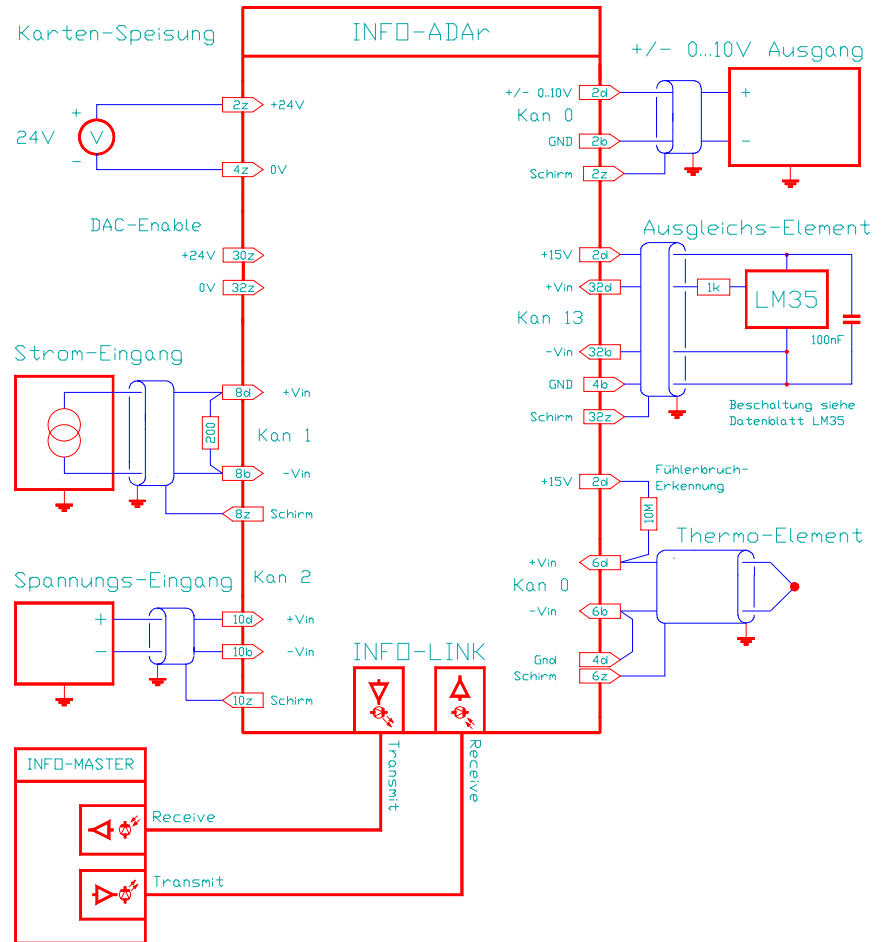 Karten-Speisung
INFO-ADAr
+/- 0...10V Ausgang
24V
+
V
−
2z
+24V
4z
0V
+/- 0..10V
2d
Kan 0
GND
2b
Schirm
2z
+
−
DAC-Enable
+24V
30z
0V
32z
Ausgleichs-Element
+15V
2d
+Vin
32d
Kan 13
-Vin
32b
GND
4b
Schirm
32z
1k
LM35
100nF
Beschaltung siehe
Datenblatt LM35
Strom-Eingang
8d
+Vin
200
Kan 1
8b
-Vin
8z
Schirm
+15V
2d
Fühlerbruch-
Erkennung
10M
Thermo-Element
+Vin
6d
Kan 0
-Vin
6b
Gnd
4d
Schirm
6z
Spannungs-Eingang
Kan 2
+
−
10d
+Vin
10b
-Vin
10z
Schirm
INFO-LINK
Transmit
Receive
INFO-MASTER
Receive
Transmit